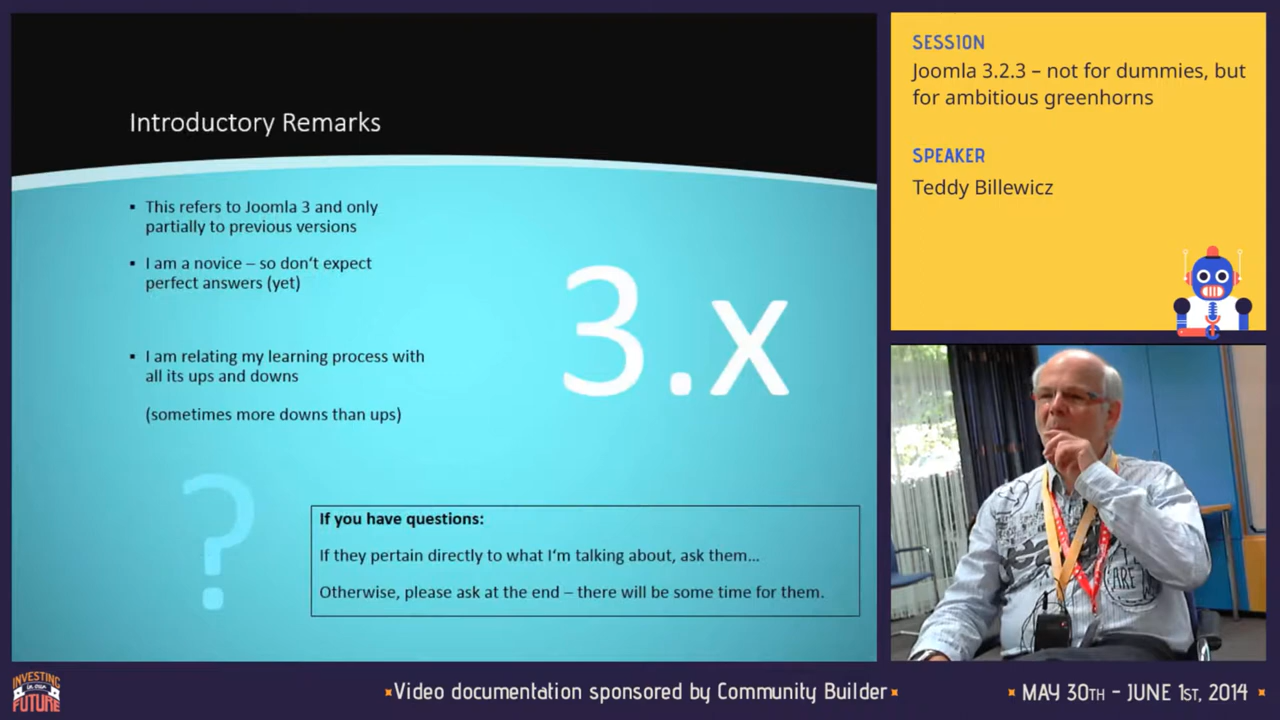 Introductory Remarks
▪ This refers to Joomla 3 and only
partially to previous versions
▪ I am a novice – so don't expect
perfect answers (yet)
▪ I am relating my learning process with
all its ups and downs
(sometimes more downs than ups)
3.x
?
If you have questions:
If they pertain directly to what I'm talking about, ask them...
Otherwise, please ask at the end – there will be some time for them.
SESSION
Joomla 3.2.3 – not for dummies, but
for ambitious greenhorns
SPEAKER
Teddy Billewicz
ARE
INVESTING
in our
FUTURE
Video documentation sponsored by Community Builder
MAY 30TH - JUNE 1ST, 2014